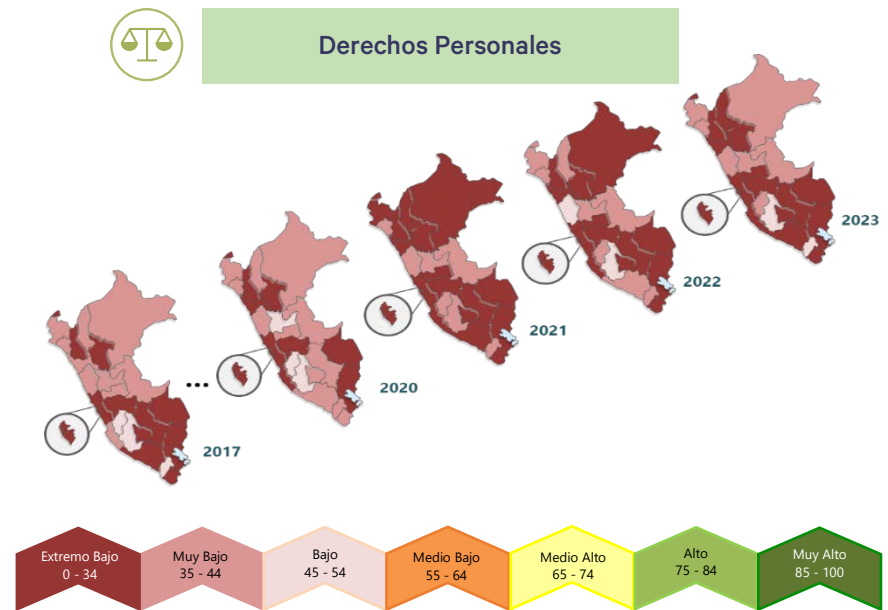 Derechos Personales
2023
2022
2021
2020
...
2017
Extremo Bajo
0 - 34
Muy Bajo
35 - 44
Bajo
45 - 54
Medio Bajo
55 - 64
Medio Alto
65 - 74
Alto
75 - 84
Muy Alto
85 - 100